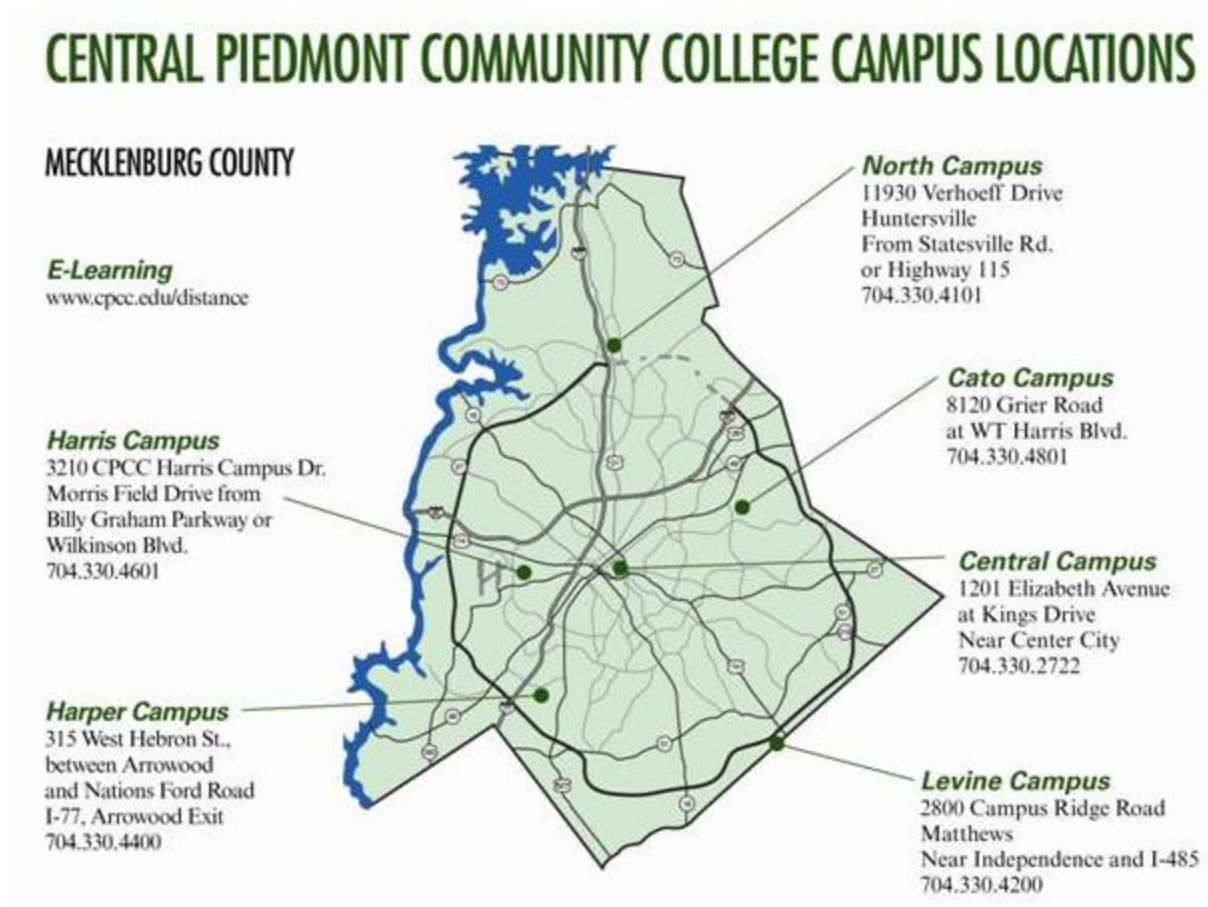 CENTRAL PIEDMONT COMMUNITY COLLEGE CAMPUS LOCATIONS
MECKLENBURG COUNTY
E-Learning
www.cpcc.edu/distance
Harris Campus
3210 CPCC Harris Campus Dr.
Morris Field Drive from
Billy Graham Parkway or
Wilkinson Blvd.
704.330.4601
Harper Campus
315 West Hebron St.,
between Arrowood
and Nations Ford Road
I-77, Arrowood Exit
704.330.4400
North Campus
11930 Verhoeff Drive
Huntersville
From Statesville Rd.
or Highway 115
704.330.4101
Cato Campus
8120 Grier Road
at WT Harris Blvd.
704.330.4801
Central Campus
1201 Elizabeth Avenue
at Kings Drive
Near Center City
704.330.2722
Levine Campus
2800 Campus Ridge Road
Matthews
Near Independence and I-485
704.330.4200